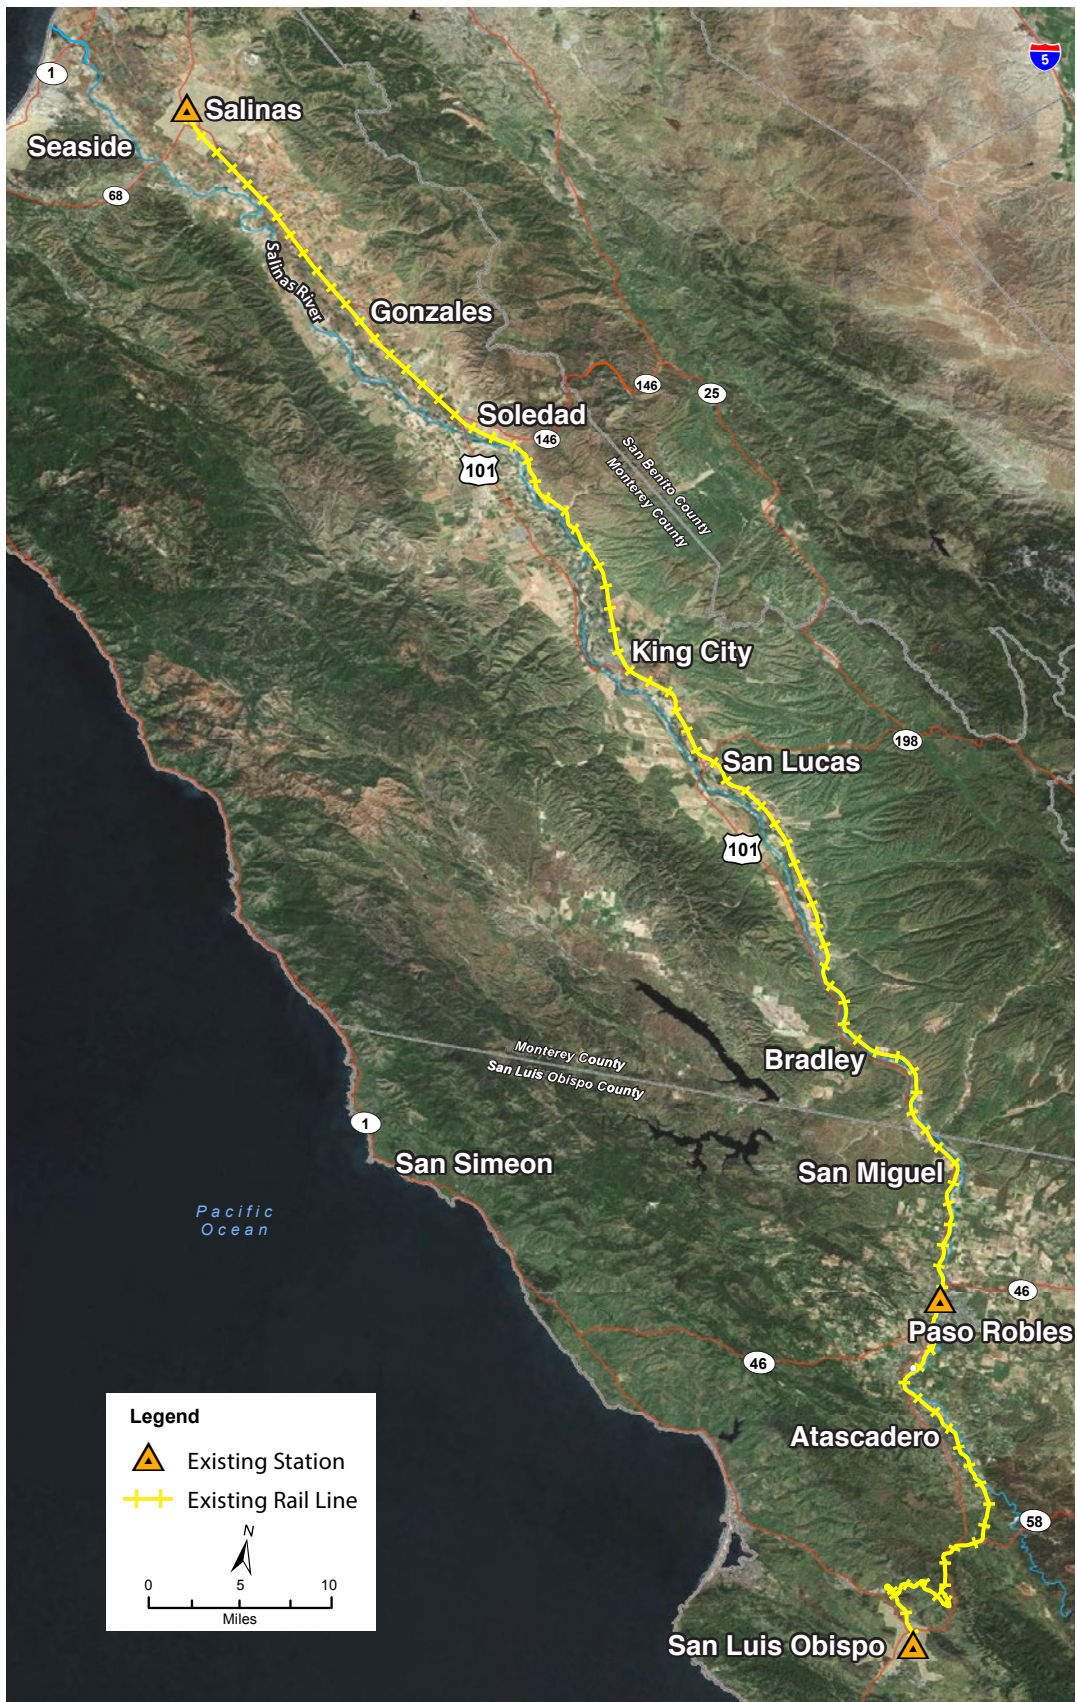 5
1
Salinas
Seaside
68
Salinas River
Gonzales
146
25
Soledad
146
101
San Benito County
Monterey County
King City
198
San Lucas
101
Monterey County
San Luis Obispo County
Bradley
1
San Simeon
San Miguel
Pacific
Ocean
46
Paso Robles
46
Atascadero
58
San Luis Obispo
Legend
Existing Station
Existing Rail Line
N
0 5 10
Miles